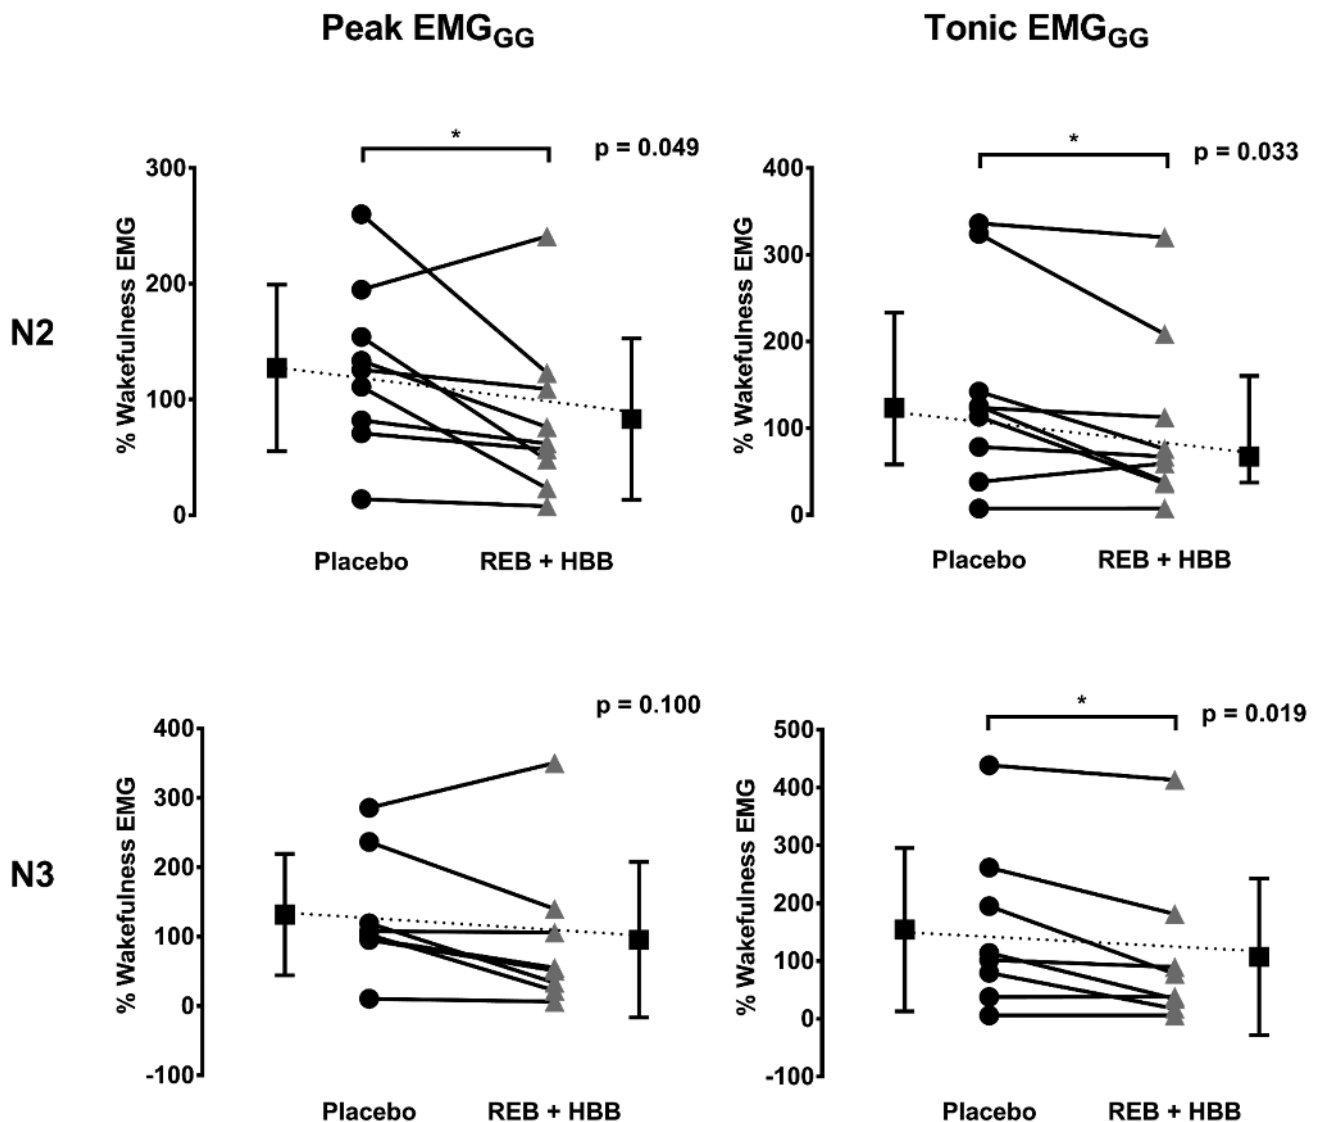 Peak EMGGG
Tonic EMGGG
N2
% Wakefulness EMG
300
200
100
0
*
p = 0.049
Placebo
REB + HBB
% Wakefulness EMG
400
300
200
100
0
*
p = 0.033
Placebo
REB + HBB
N3
% Wakefulness EMG
400
300
200
100
0
-100
p = 0.100
Placebo
REB + HBB
% Wakefulness EMG
500
400
300
200
100
0
-100
*
p = 0.019
Placebo
REB + HBB